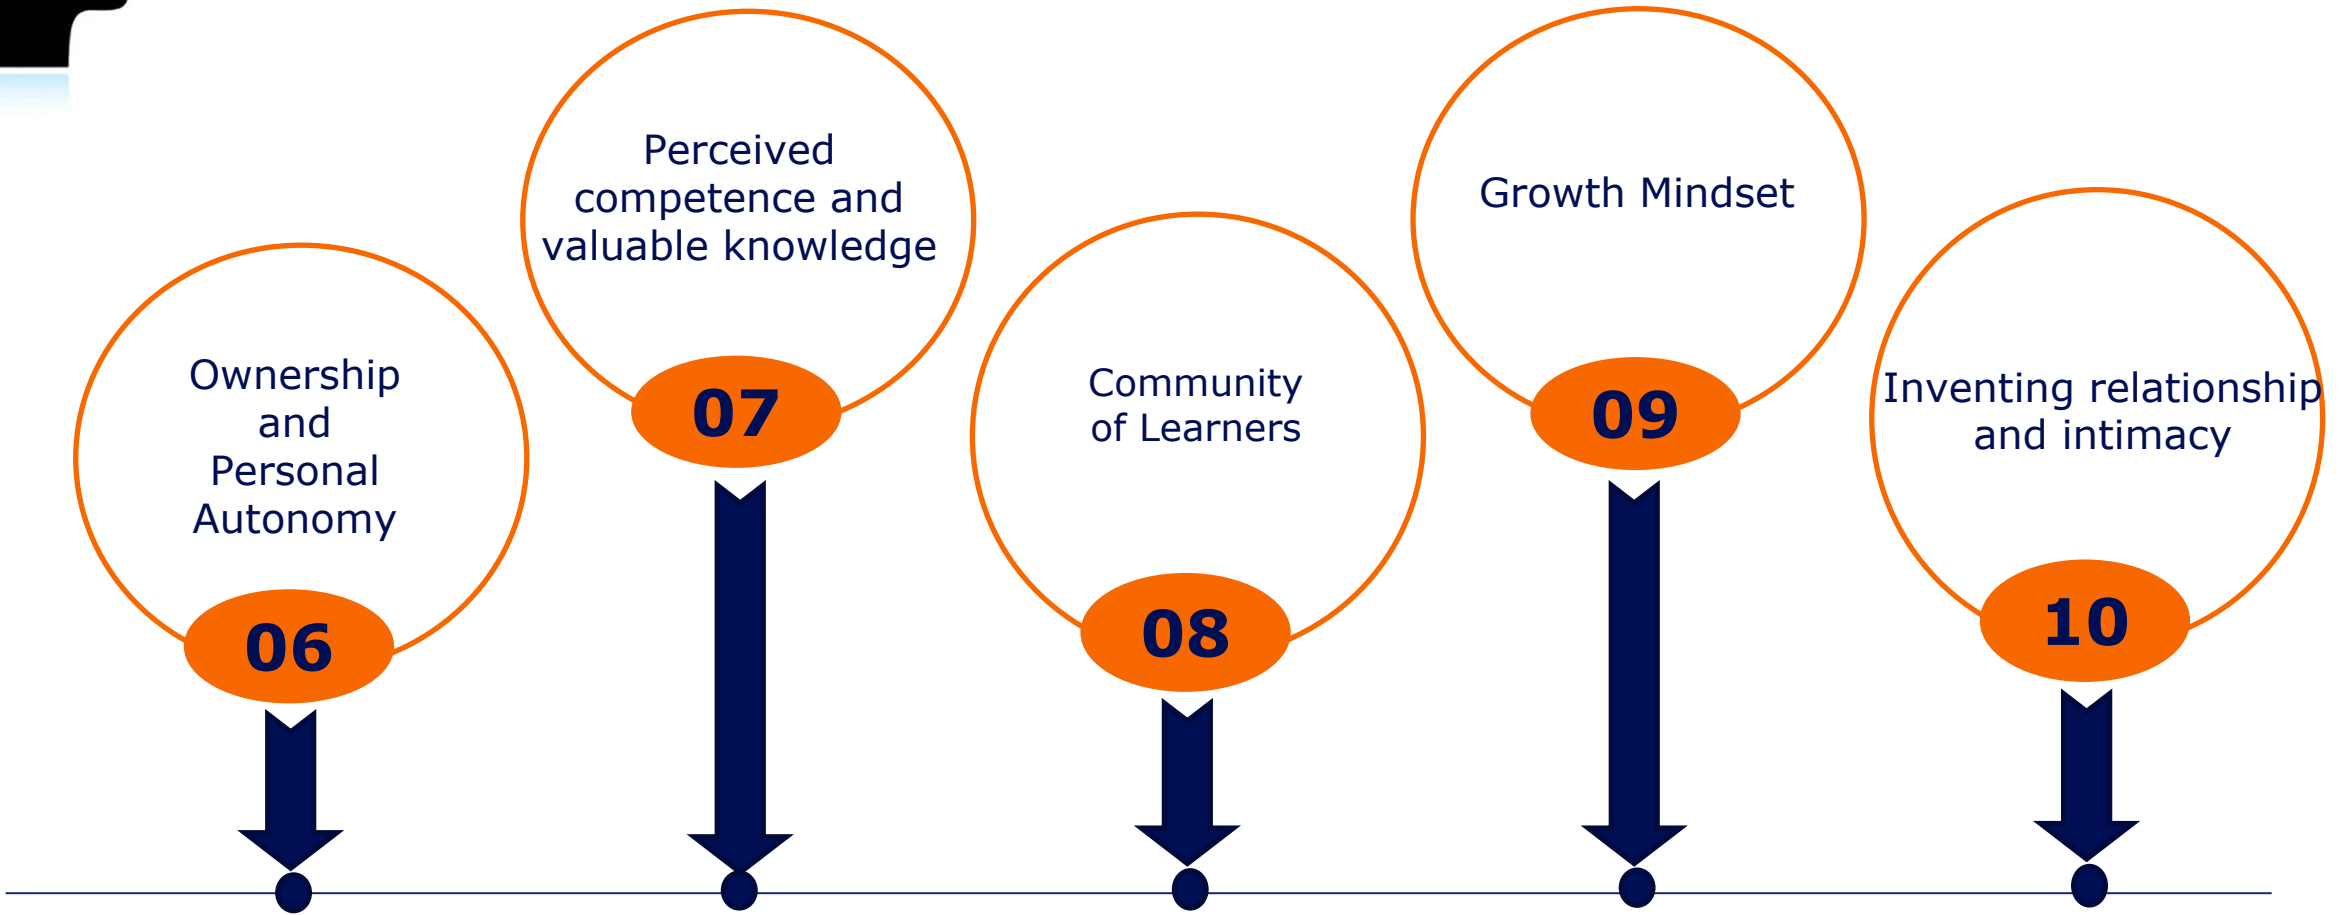 Ownership
and
Personal
Autonomy
06
Perceived
competence and
valuable knowledge
07
Community
of Learners
08
Growth Mindset
09
Inventing relationship
and intimacy
10